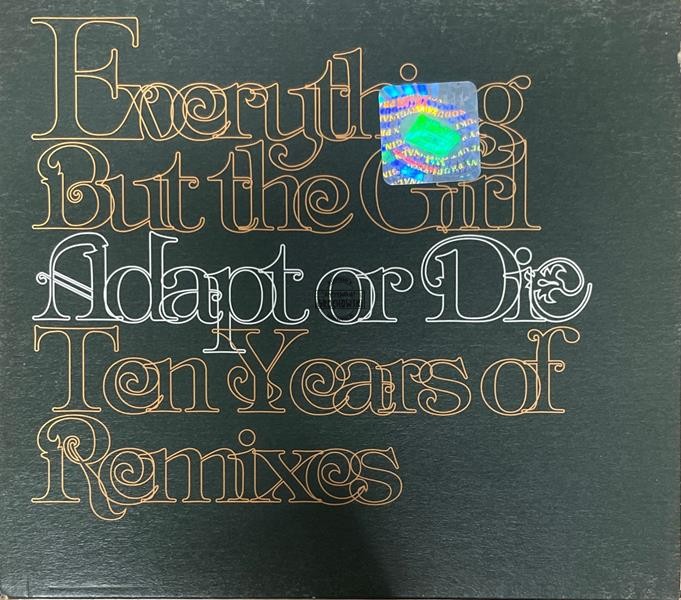 Everything
But the Girl
Adapt or Die
Ten Years of
Remixes